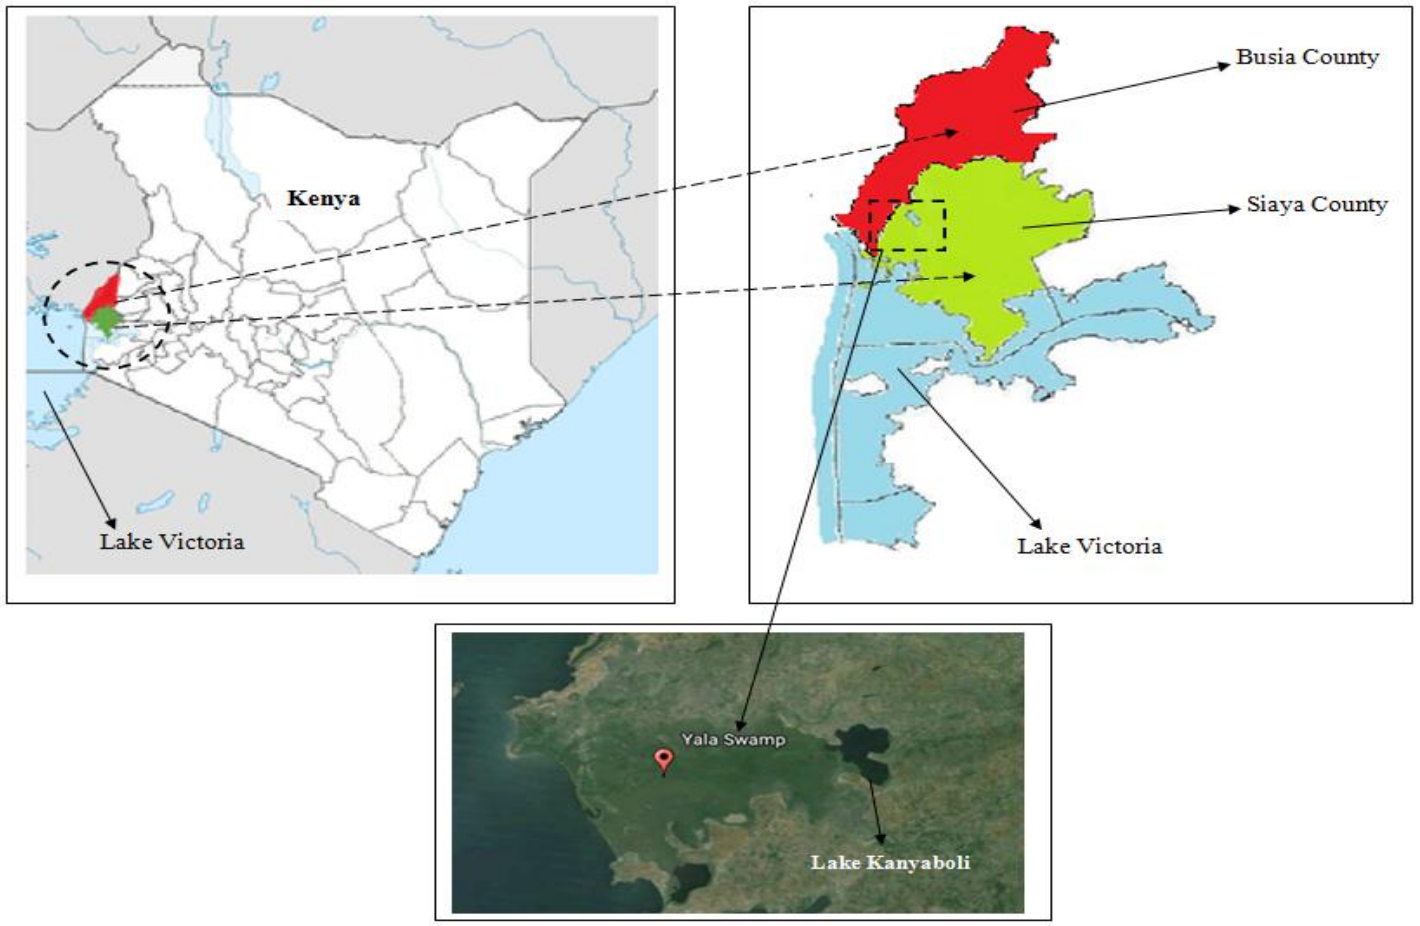 Kenya
Lake Victoria
Busia County
Siaya County
Lake Victoria
Yala Swamp
Lake Kanyaboli